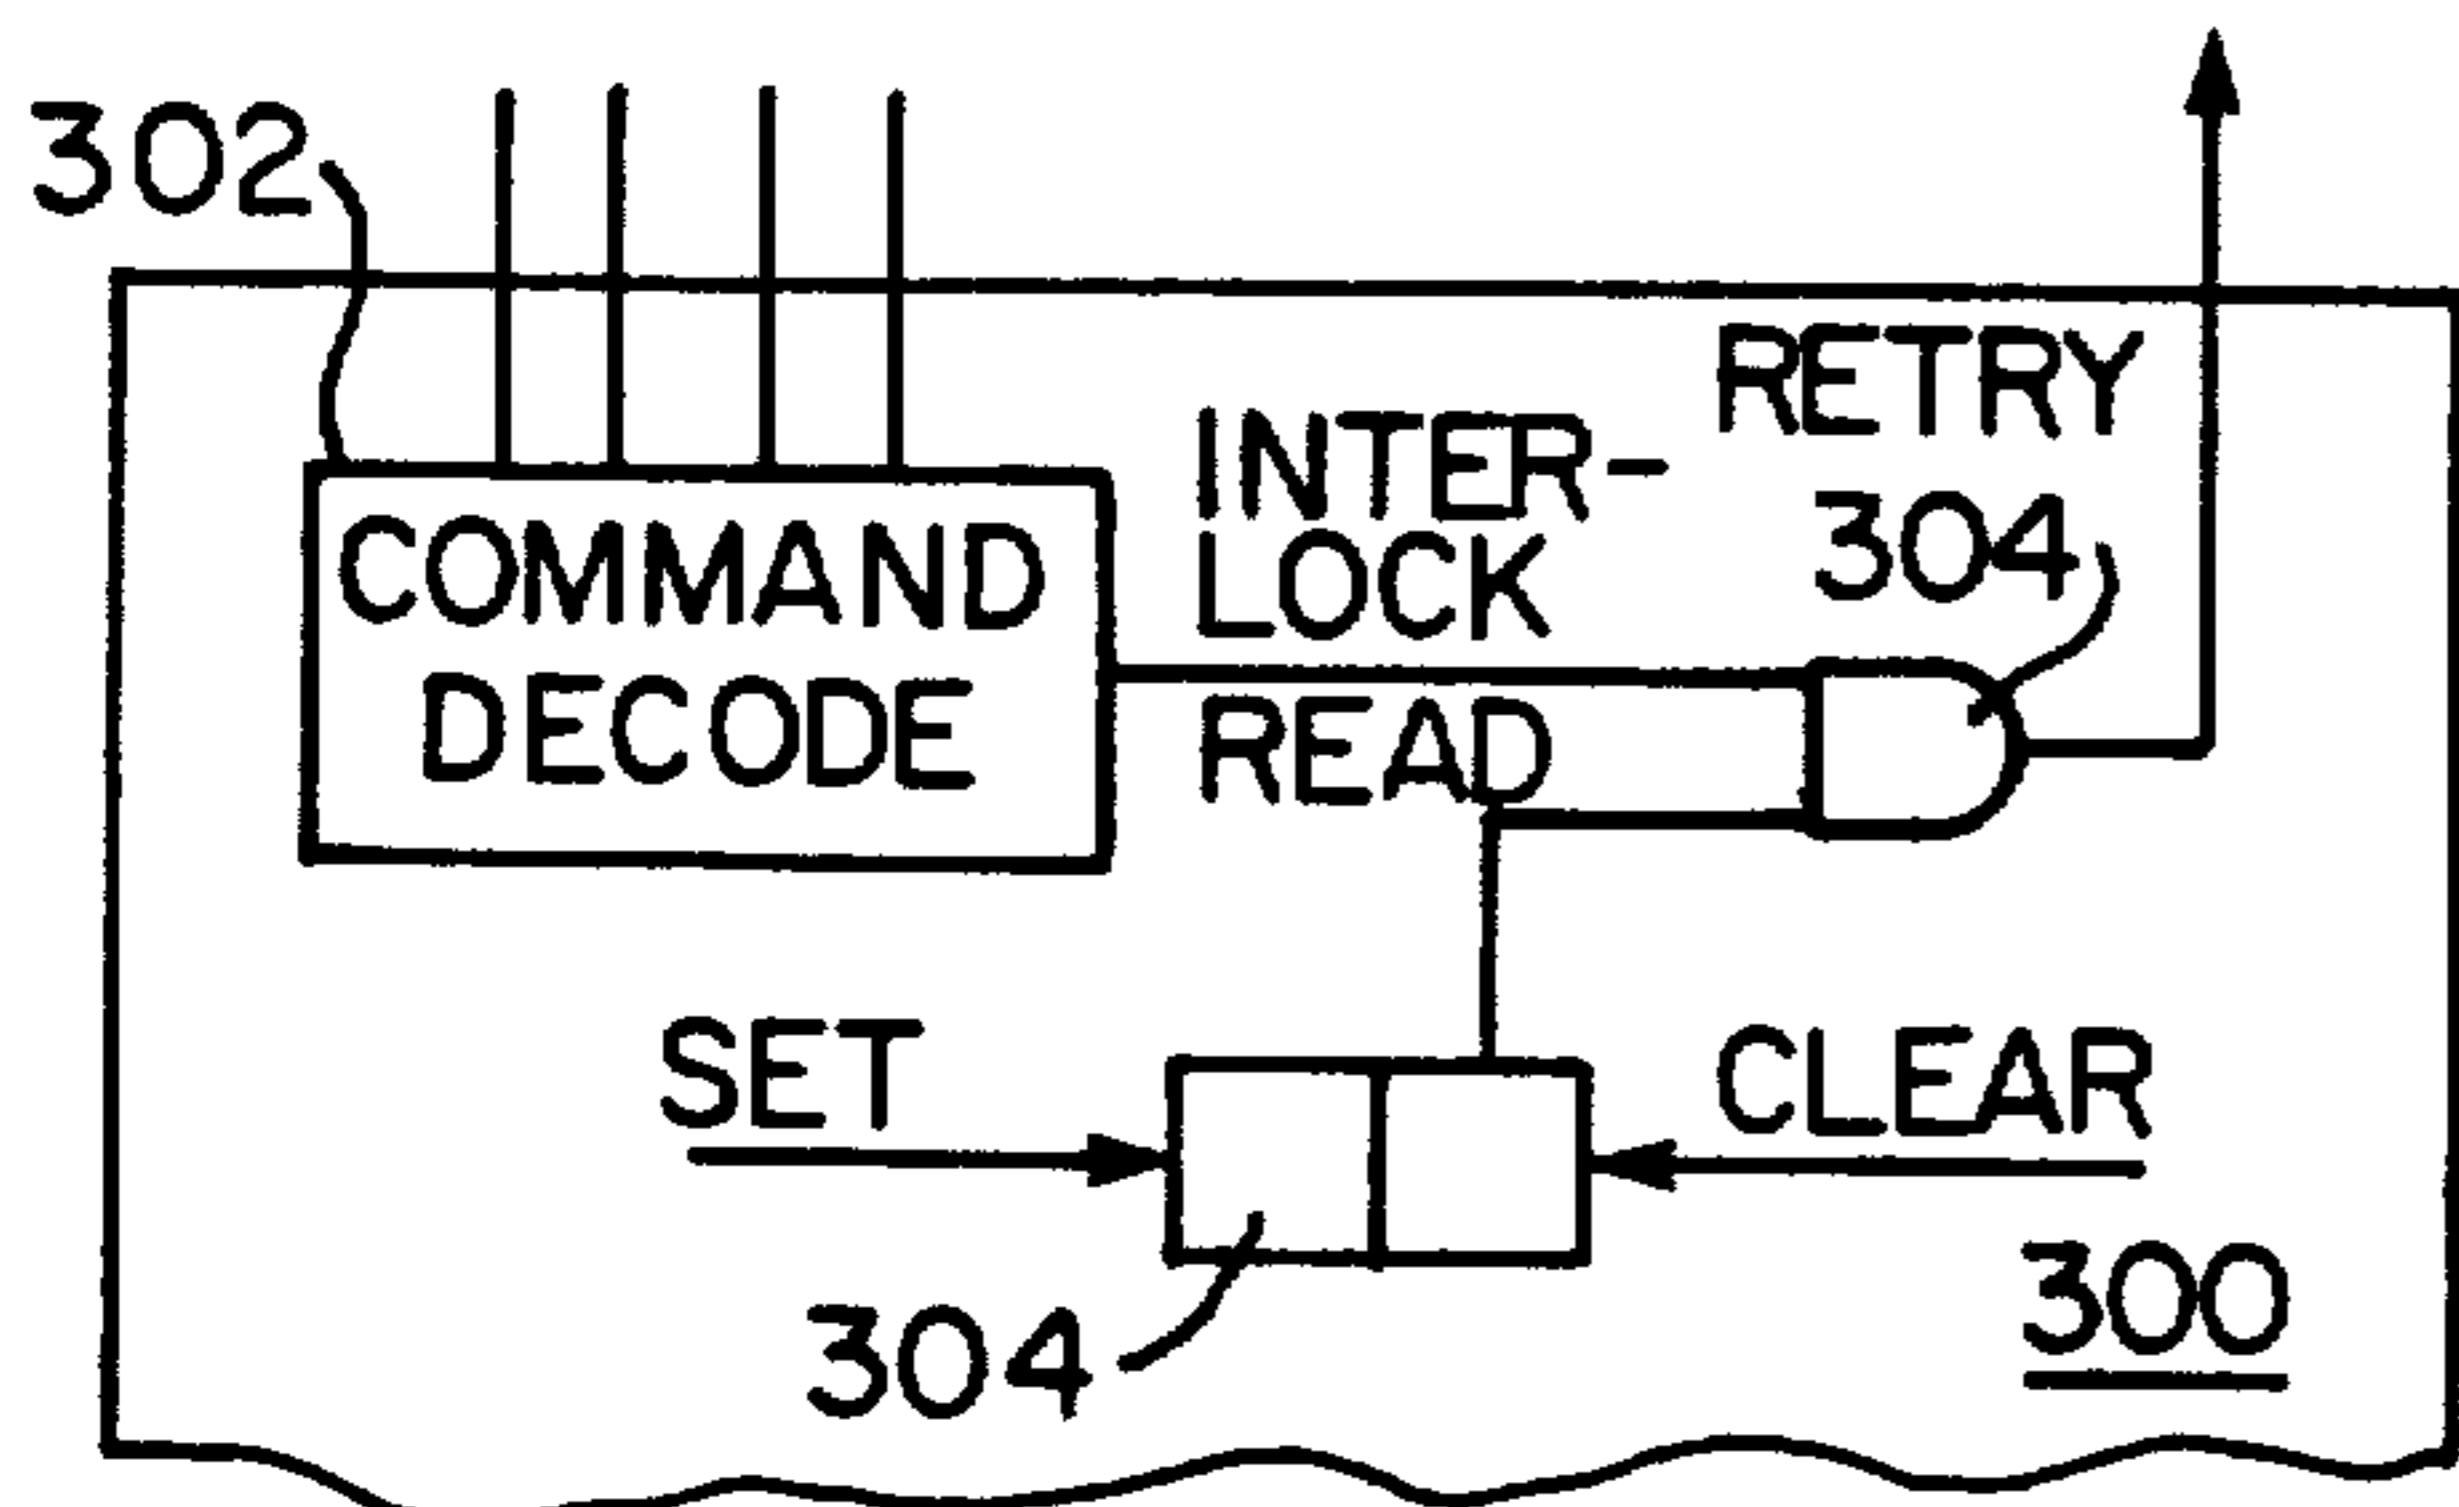 302
RETRY
INTER-
LOCK
304
COMMAND
DECODE
READ
SET
CLEAR
304
300